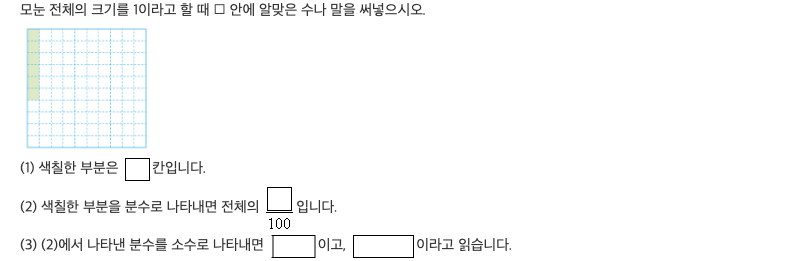 모눈 전체의 크기를 1이라고 할 때 □ 안에 알맞은 수나 말을 써넣으시오.
(1) 색칠한 부분은 □ 칸입니다.
(2) 색칠한 부분을 분수로 나타내면 전체의 □/100 입니다.
(3) (2)에서 나타낸 분수를 소수로 나타내면 □이고, □이라고 읽습니다.